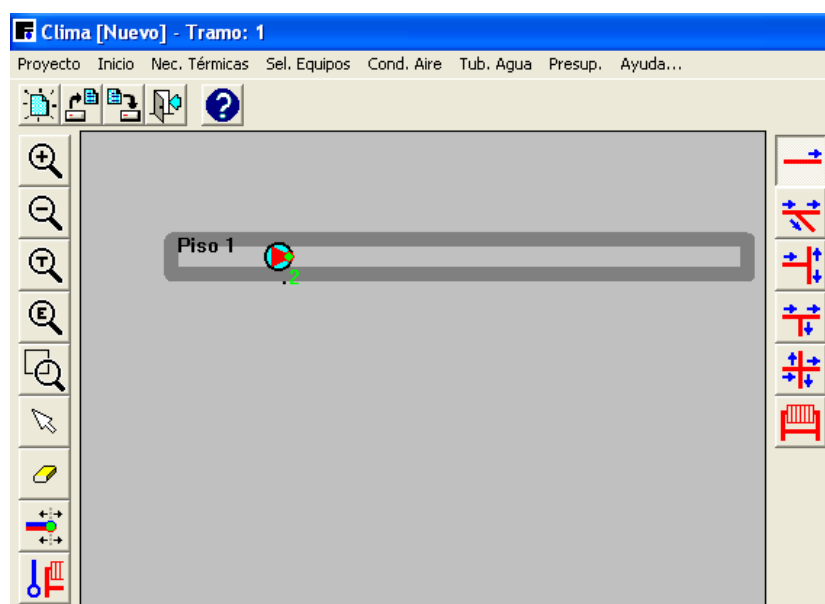 Clima [Nuevo] - Tramo: 1
Proyecto Inicio Nec. Térmicas Sel. Equipos Cond. Aire Tub. Agua Presup. Ayuda...
?
T
E
Piso 1
.2